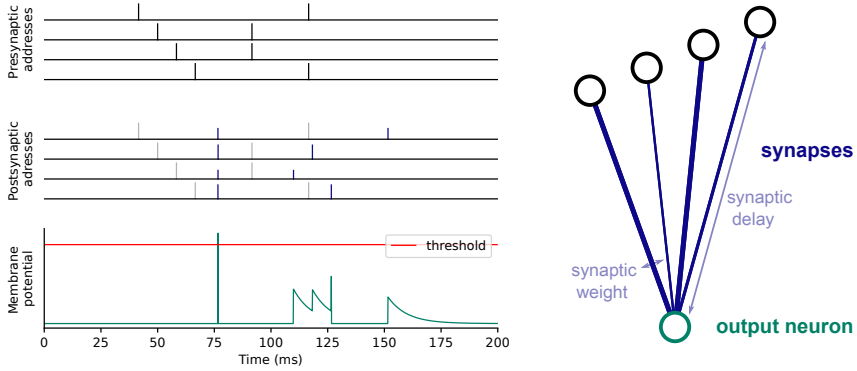 Presynaptic
addresses
Postsynaptic
adresses
Membrane
potential
threshold
0 25 50 75 100 125 150 175 200
Time (ms)
synapses
synaptic
delay
synaptic
weight
output neuron